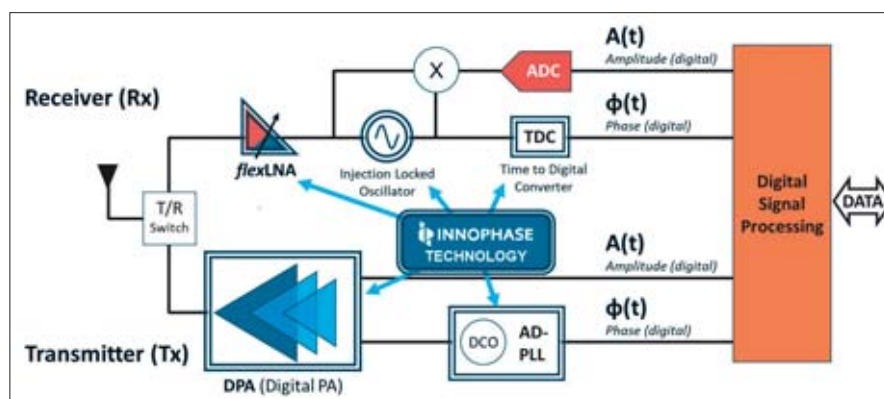 A(t)
Amplitude (digital)
X
ADC
Receiver (Rx)
ϕ(t)
Phase (digital)
TDC
flexLNA
Injection Locked
Oscillator
Time to Digital
Converter
T/R
Switch
INNOPHASE
TECHNOLOGY
Digital
Signal
Processing
DATA
A(t)
Amplitude (digital)
ϕ(t)
Phase (digital)
DCO
AD-
PLL
Transmitter (Tx)
DPA (Digital PA)